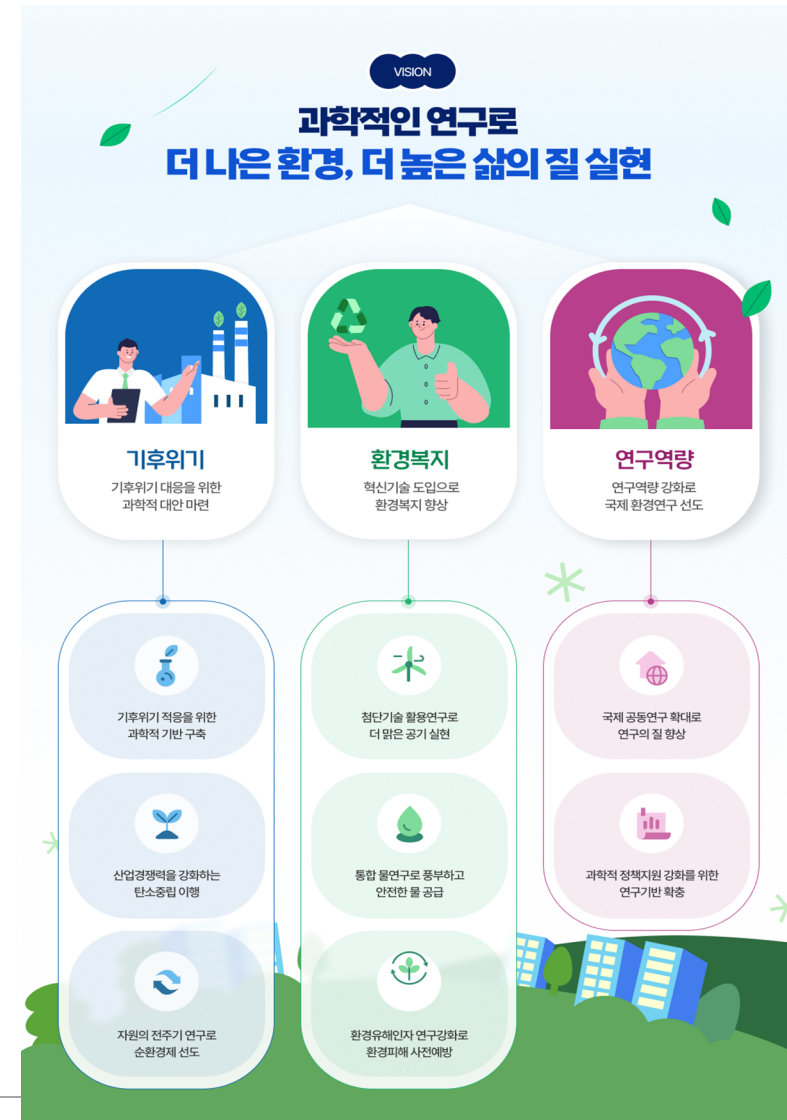 VISION
과학적인 연구로
더 나은 환경, 더 높은 삶의 질 실현
기후위기
기후위기 대응을 위한
과학적 대안 마련
환경복지
혁신기술 도입으로
환경복지 향상
연구역량
연구역량 강화로
국제 환경연구 선도
기후위기 적응을 위한
과학적 기반 구축
산업경쟁력을 강화하는
탄소중립 이행
자원의 전주기 연구로
순환경제 선도
첨단기술 활용연구로
더 맑은 공기 실현
통합 물연구로 풍부하고
안전한 물 공급
환경유해인자 연구강화로
환경피해 사전예방
국제 공동연구 확대로
연구의 질 향상
과학적 정책지원 강화를 위한
연구기반 확충